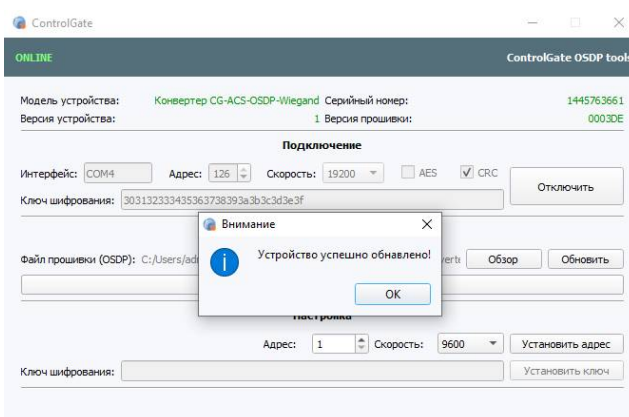 ControlGate
ONLINE ControlGate OSDP tools
Модель устройства: Конвертер CG-ACS-OSDP-Wiegand Серийный номер: 1445763661
Версия устройства: 1 Версия прошивки: 0003DE
Подключение
Интерфейс: COM4 Адрес: 126 Скорость: 19200 AES CRC Отключить
Ключ шифрования: 303132333435363738393a3b3c3d3e3f
Внимание
Устройство успешно обнавлено!
Файл прошивки (OSDP): C:/Users/ Обзор Обновить
OK
Настройка
Адрес: 1 Скорость: 9600 Установить адрес
Ключ шифрования: Установить ключ